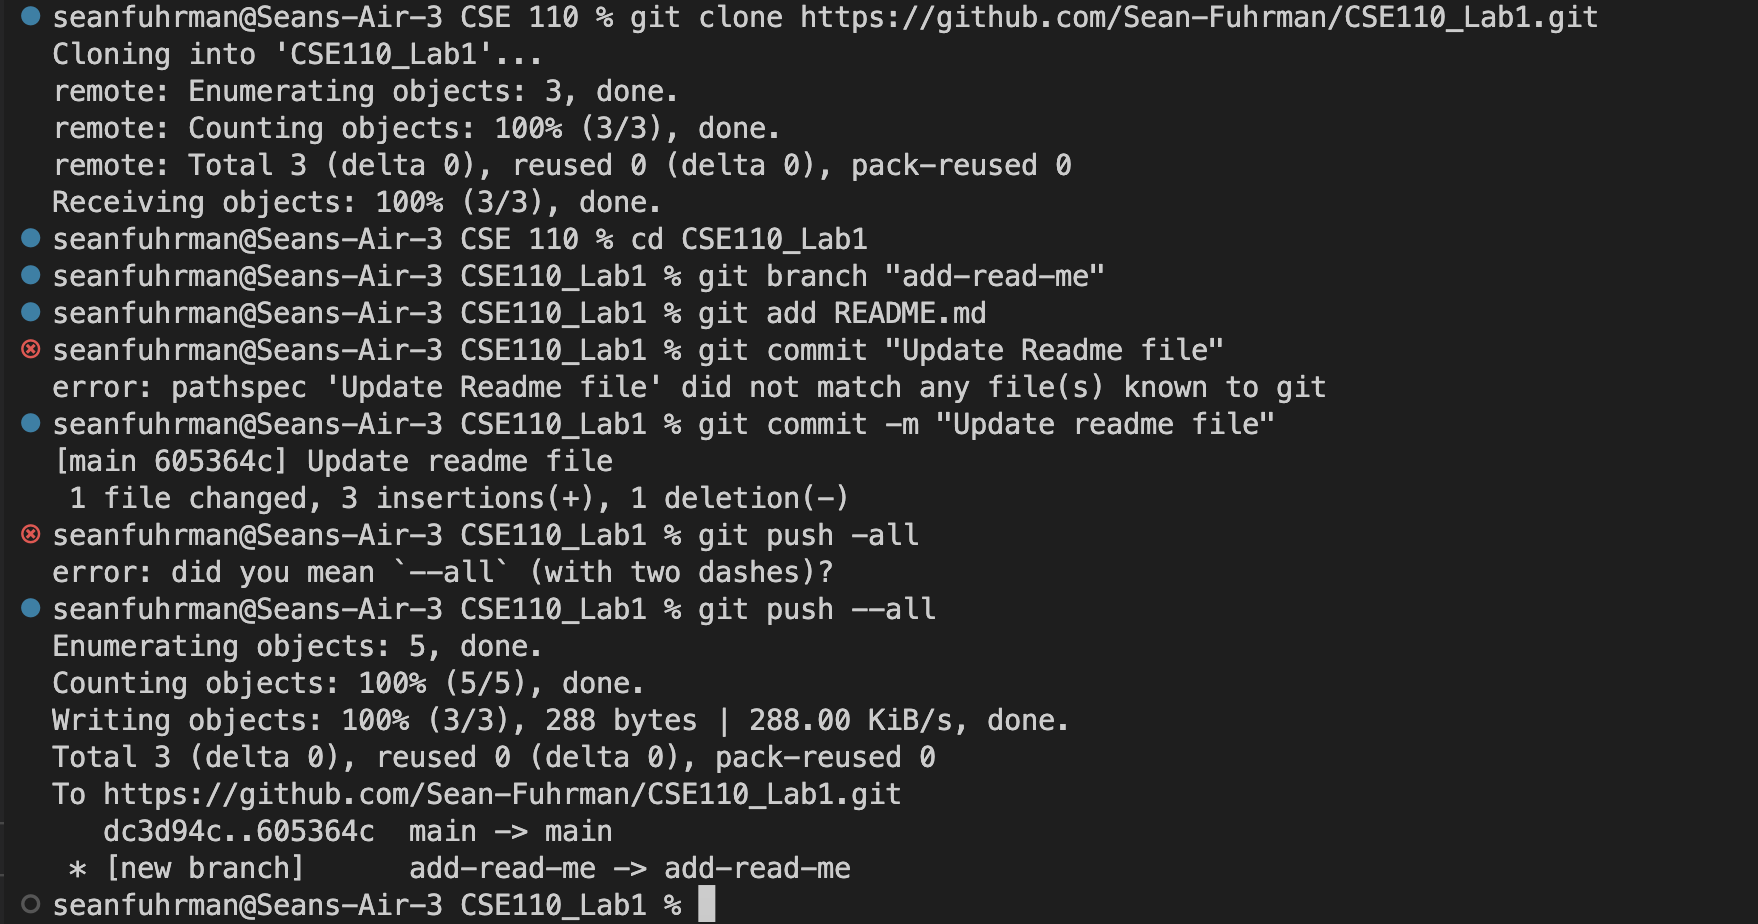 seanfuhrman@Seans-Air-3 CSE 110 % git clone https://github.com/Sean-Fuhrman/CSE110_Lab1.git
Cloning into 'CSE110_Lab1'...
remote: Enumerating objects: 3, done.
remote: Counting objects: 100% (3/3), done.
remote: Total 3 (delta 0), reused 0 (delta 0), pack-reused 0
Receiving objects: 100% (3/3), done.
seanfuhrman@Seans-Air-3 CSE 110 % cd CSE110_Lab1
seanfuhrman@Seans-Air-3 CSE110_Lab1 % git branch "add-read-me"
seanfuhrman@Seans-Air-3 CSE110_Lab1 % git add README.md
seanfuhrman@Seans-Air-3 CSE110_Lab1 % git commit "Update Readme file"
error: pathspec 'Update Readme file' did not match any file(s) known to git
seanfuhrman@Seans-Air-3 CSE110_Lab1 % git commit -m "Update readme file"
[main 605364c] Update readme file
 1 file changed, 3 insertions(+), 1 deletion(-)
seanfuhrman@Seans-Air-3 CSE110_Lab1 % git push -all
error: did you mean `--all` (with two dashes)?
seanfuhrman@Seans-Air-3 CSE110_Lab1 % git push --all
Enumerating objects: 5, done.
Counting objects: 100% (5/5), done.
Writing objects: 100% (3/3), 288 bytes | 288.00 KiB/s, done.
Total 3 (delta 0), reused 0 (delta 0), pack-reused 0
To https://github.com/Sean-Fuhrman/CSE110_Lab1.git
   dc3d94c..605364c  main -> main
 * [new branch]      add-read-me -> add-read-me
seanfuhrman@Seans-Air-3 CSE110_Lab1 %